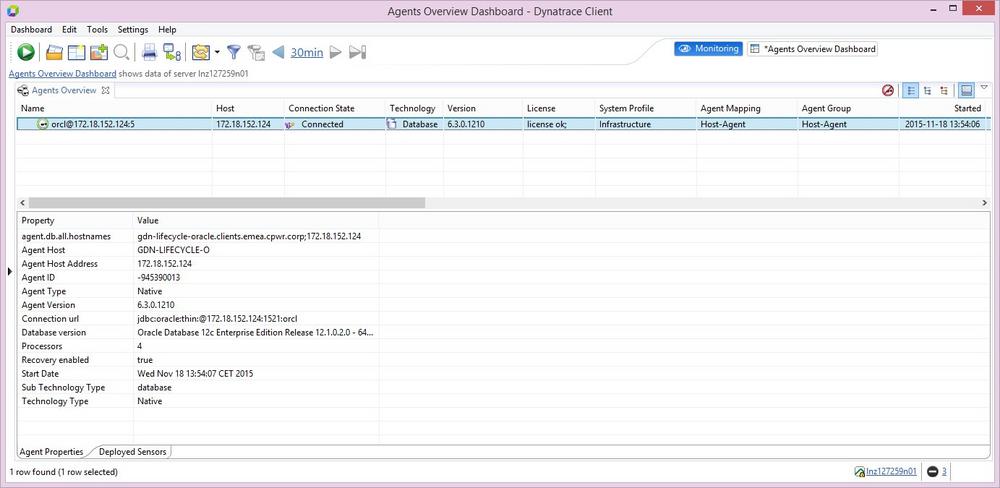 Agents Overview Dashboard - Dynatrace Client
Dashboard Edit Tools Settings Help
30min Monitoring *Agents Overview Dashboard
Agents Overview Dashboard shows data of server lnz127259n01
Agents Overview
Name Host Connection State Technology Version License System Profile Agent Mapping Agent Group Started
orcl@172.18.152.124:5 172.18.152.124 Connected Database 6.3.0.1210 license ok; Infrastructure Host-Agent Host-Agent 2015-11-18 13:54:06
Property Value
agent.db.all.hostnames gdn-lifecycle-oracle.clients.emea.cpwr.corp;172.18.152.124
Agent Host GDN-LIFECYCLE-O
Agent Host Address 172.18.152.124
Agent ID -945390013
Agent Type Native
Agent Version 6.3.0.1210
Connection url jdbc:oracle:thin:@172.18.152.124:1521:orcl
Database version Oracle Database 12c Enterprise Edition Release 12.1.0.2.0 - 64...
Processors 4
Recovery enabled true
Start Date Wed Nov 18 13:54:07 CET 2015
Sub Technology Type database
Technology Type Native
Agent Properties Deployed Sensors
1 row found (1 row selected) lnz127259n01 3